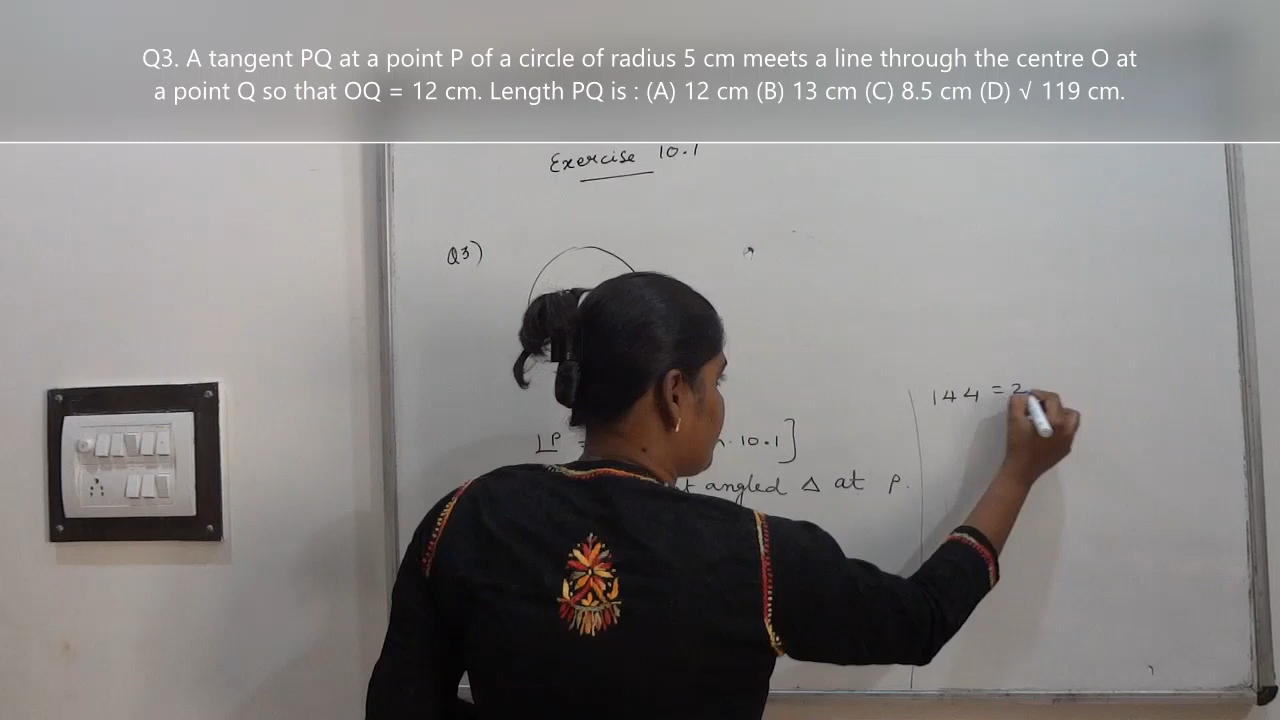 Q3. A tangent PQ at a point P of a circle of radius 5 cm meets a line through the centre O at
a point Q so that OQ = 12 cm. Length PQ is : (A) 12 cm (B) 13 cm (C) 8.5 cm (D) √ 119 cm.
Exercise 10.1
Q3)
144 = 2
∟P = 10.1]
angled Δ at P.